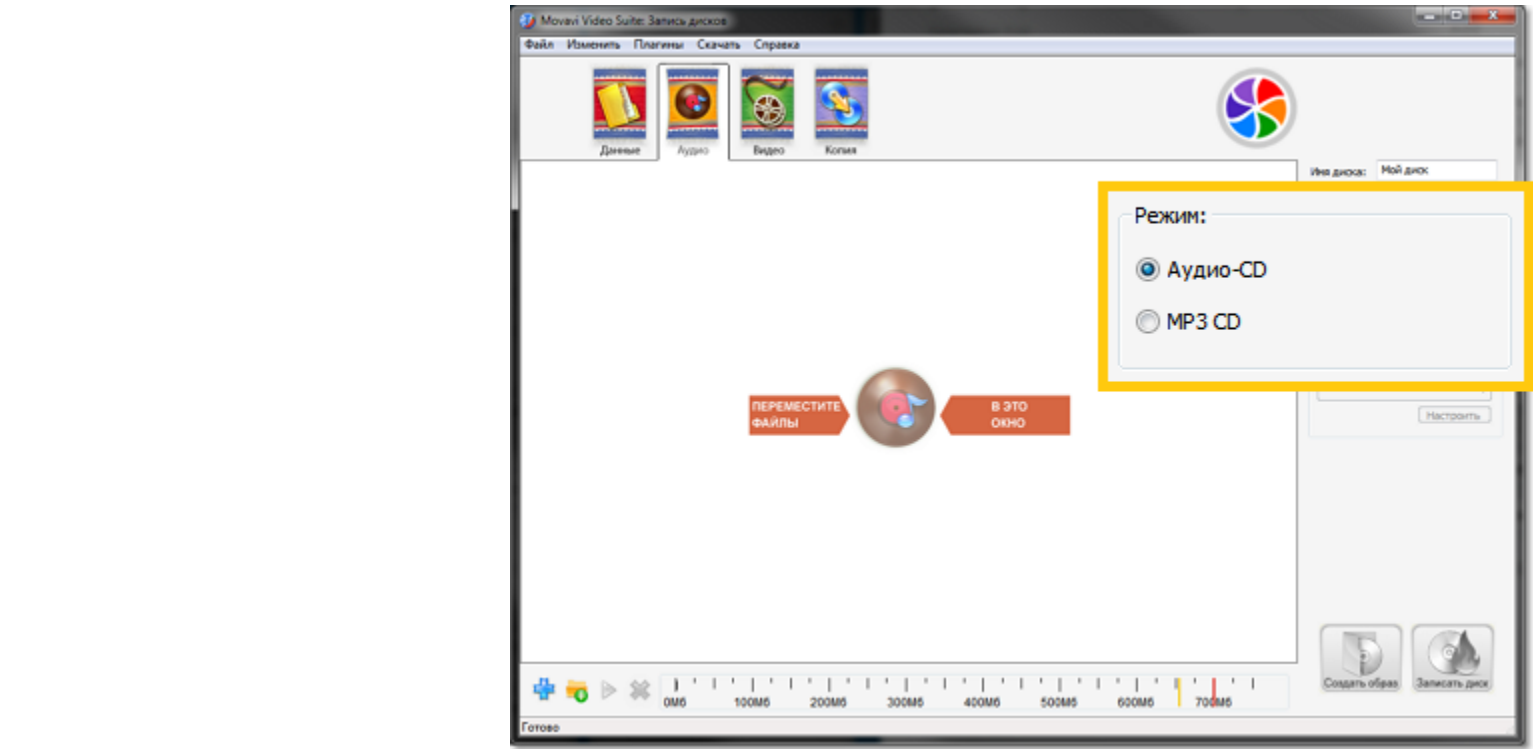 Movavi Video Suite: Запись дисков
Файл Изменить Плагины Скачать Справка
Данные Аудио Видео Копия
Имя диска: Мой диск
Режим:
Аудио-CD
MP3 CD
ПЕРЕМЕСТИТЕ
ФАЙЛЫ
В ЭТО
ОКНО
Настроить
Создать образ Записать диск
0Мб 100Мб 200Мб 300Мб 400Мб 500Мб 600Мб 700Мб
Готово